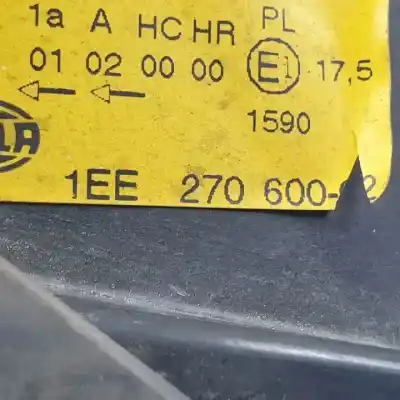 1a A HC HR PL
01 02 00 00 E1 17,5
1590
1EE 270 600-